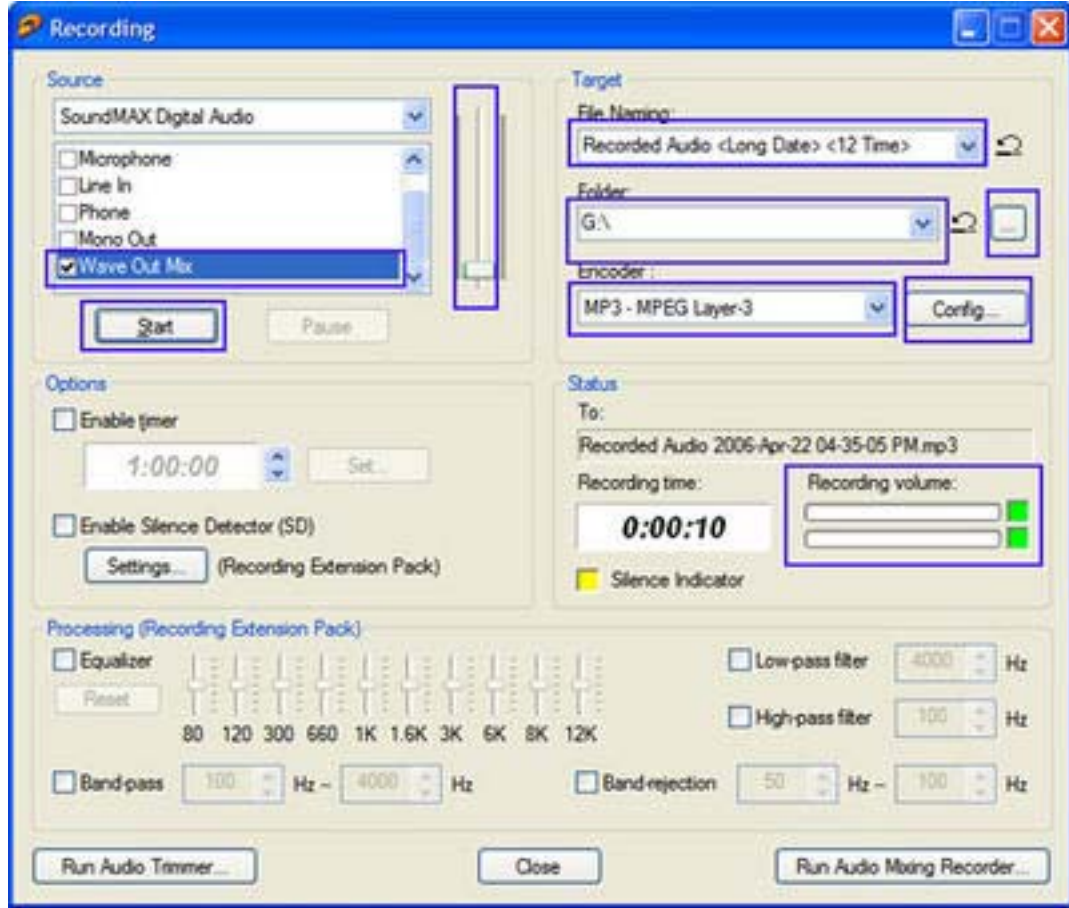 Recording
Source
SoundMAX Digital Audio
Microphone
Line In
Phone
Mono Out
Wave Out Mix
Start
Pause
Target
File Naming:
Recorded Audio <Long Date> <12 Time>
Folder:
G:\
...
Encoder :
MP3 - MPEG Layer-3
Config...
Options
Enable timer
1:00:00
Set...
Enable Silence Detector (SD)
Settings... (Recording Extension Pack)
Status
To:
Recorded Audio 2006-Apr-22 04-35-05 PM.mp3
Recording time:
Recording volume:
0:00:10
Silence Indicator
Processing (Recording Extension Pack)
Equalizer
Reset
80 120 300 660 1K 1.6K 3K 6K 8K 12K
Low-pass filter 4000 Hz
High-pass filter 100 Hz
Band-pass 100 Hz ~ 4000 Hz
Band-rejection 50 Hz ~ 100 Hz
Run Audio Trimmer...
Close
Run Audio Mixing Recorder...